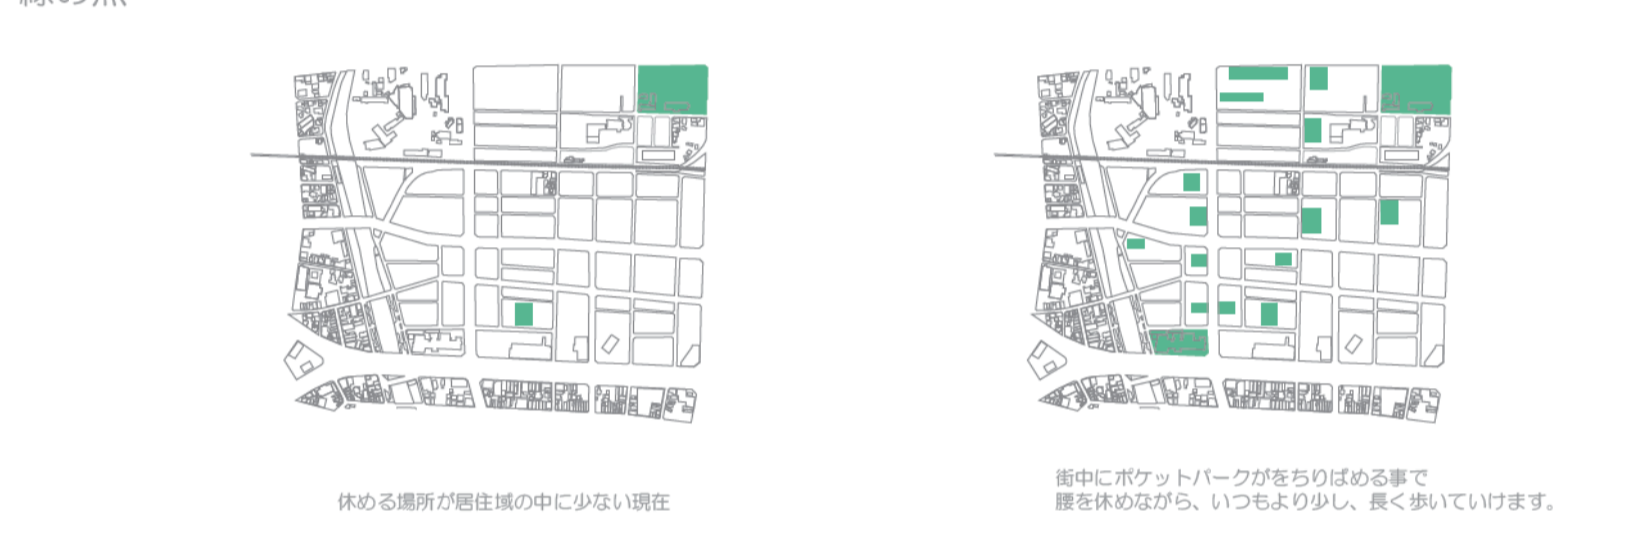 休める場所が居住域の中に少ない現在
街中にポケットパークがをちりばめる事で
腰を休めながら、いつもより少し、長く歩いていけます。